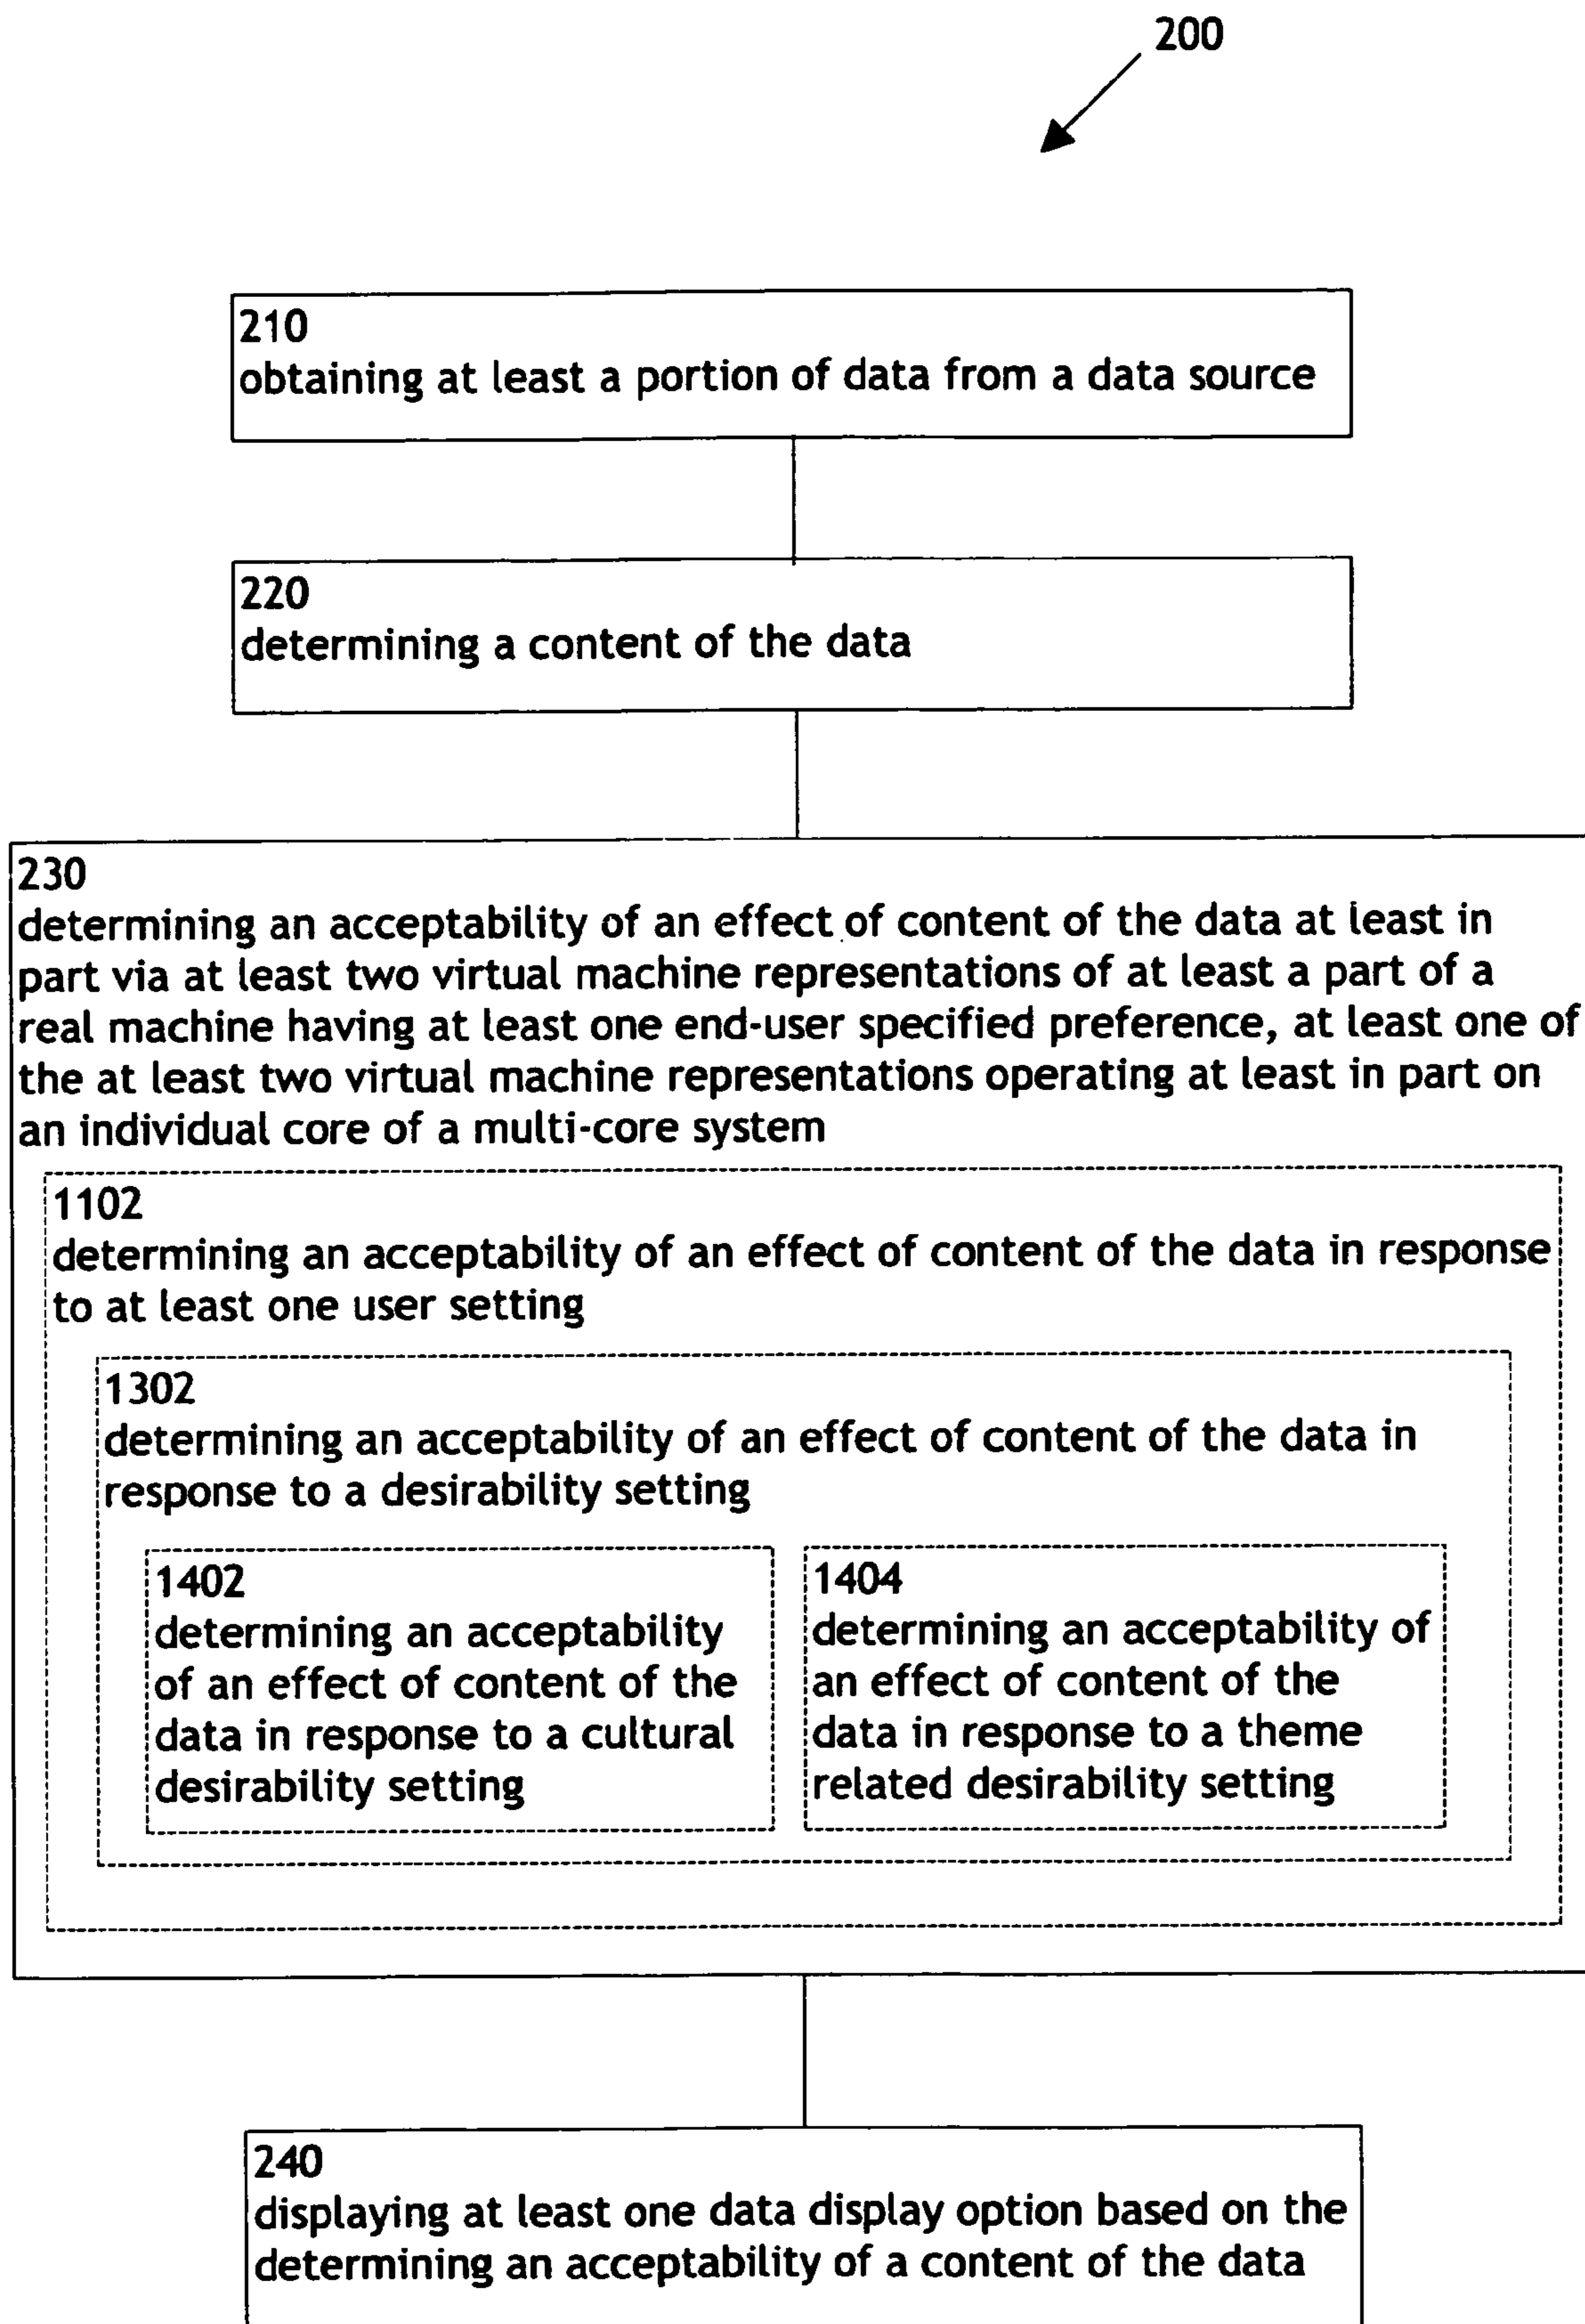 200
210
obtaining at least a portion of data from a data source
220
determining a content of the data
230
determining an acceptability of an effect of content of the data at least in
part via at least two virtual machine representations of at least a part of a
real machine having at least one end-user specified preference, at least one of
the at least two virtual machine representations operating at least in part on
an individual core of a multi-core system
1102
determining an acceptability of an effect of content of the data in response
to at least one user setting
1302
determining an acceptability of an effect of content of the data in
response to a desirability setting
1402
determining an acceptability
of an effect of content of the
data in response to a cultural
desirability setting
1404
determining an acceptability of
an effect of content of the
data in response to a theme
related desirability setting
240
displaying at least one data display option based on the
determining an acceptability of a content of the data